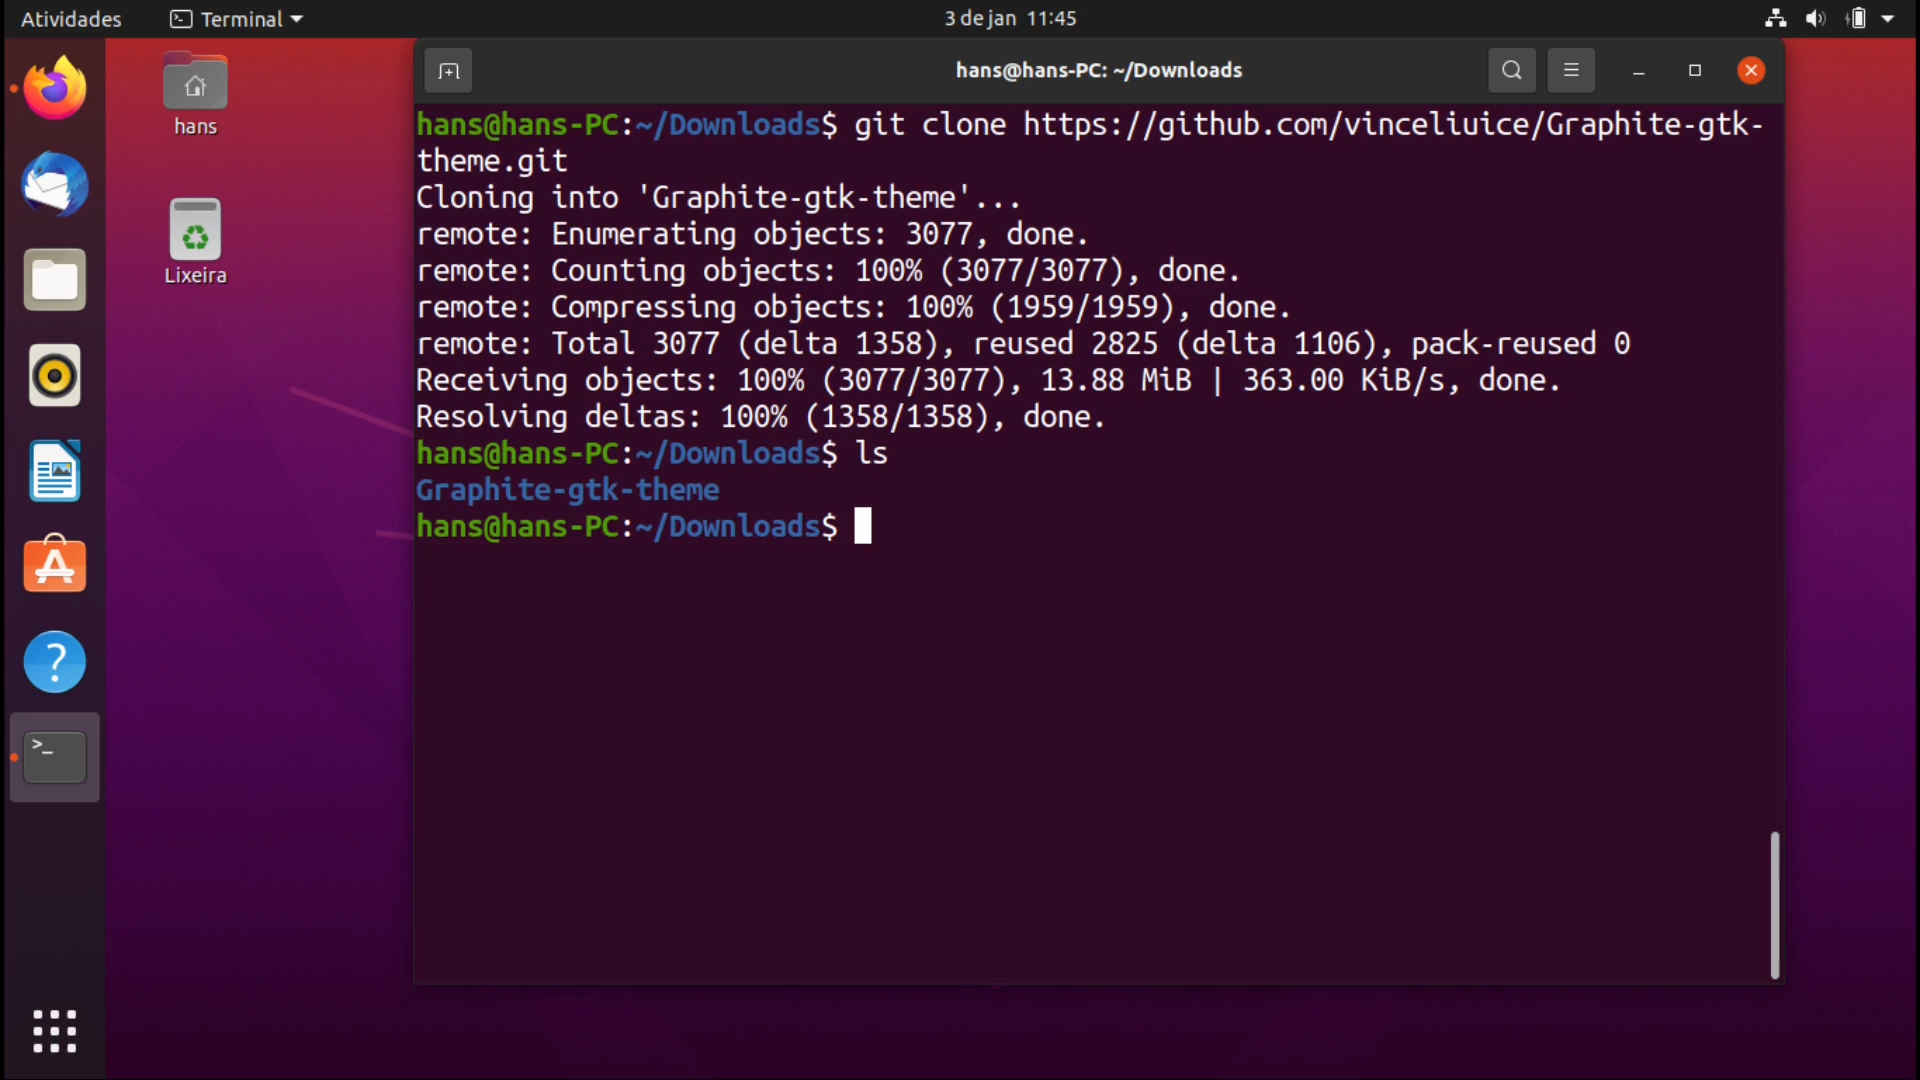 Atividades
Terminal
3 de jan 11:45
hans
Lixeira
hans@hans-PC: ~/Downloads
hans@hans-PC:~/Downloads$ git clone https://github.com/vinceliuice/Graphite-gtk-
theme.git
Cloning into 'Graphite-gtk-theme'...
remote: Enumerating objects: 3077, done.
remote: Counting objects: 100% (3077/3077), done.
remote: Compressing objects: 100% (1959/1959), done.
remote: Total 3077 (delta 1358), reused 2825 (delta 1106), pack-reused 0
Receiving objects: 100% (3077/3077), 13.88 MiB | 363.00 KiB/s, done.
Resolving deltas: 100% (1358/1358), done.
hans@hans-PC:~/Downloads$ ls
Graphite-gtk-theme
hans@hans-PC:~/Downloads$